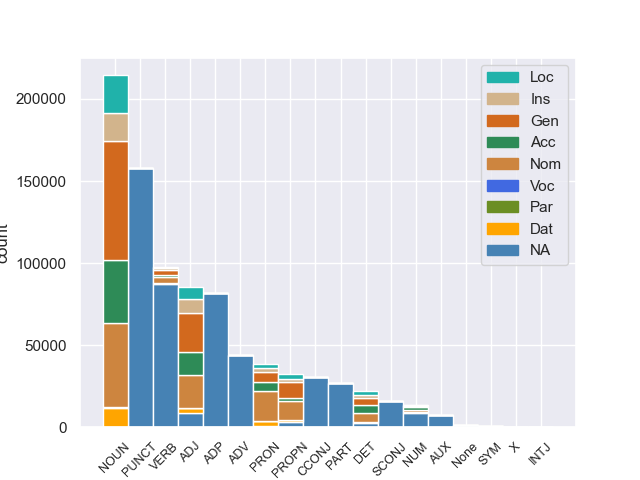 200000
150000
100000
50000
0
count
Loc
Ins
Gen
Acc
Nom
Voc
Par
Dat
NA
NOUN
PUNCT
VERB
ADJ
ADP
ADV
PRON
PROPN
CCONJ
PART
DET
SCONJ
NUM
AUX
None
SYM
X
INTJ